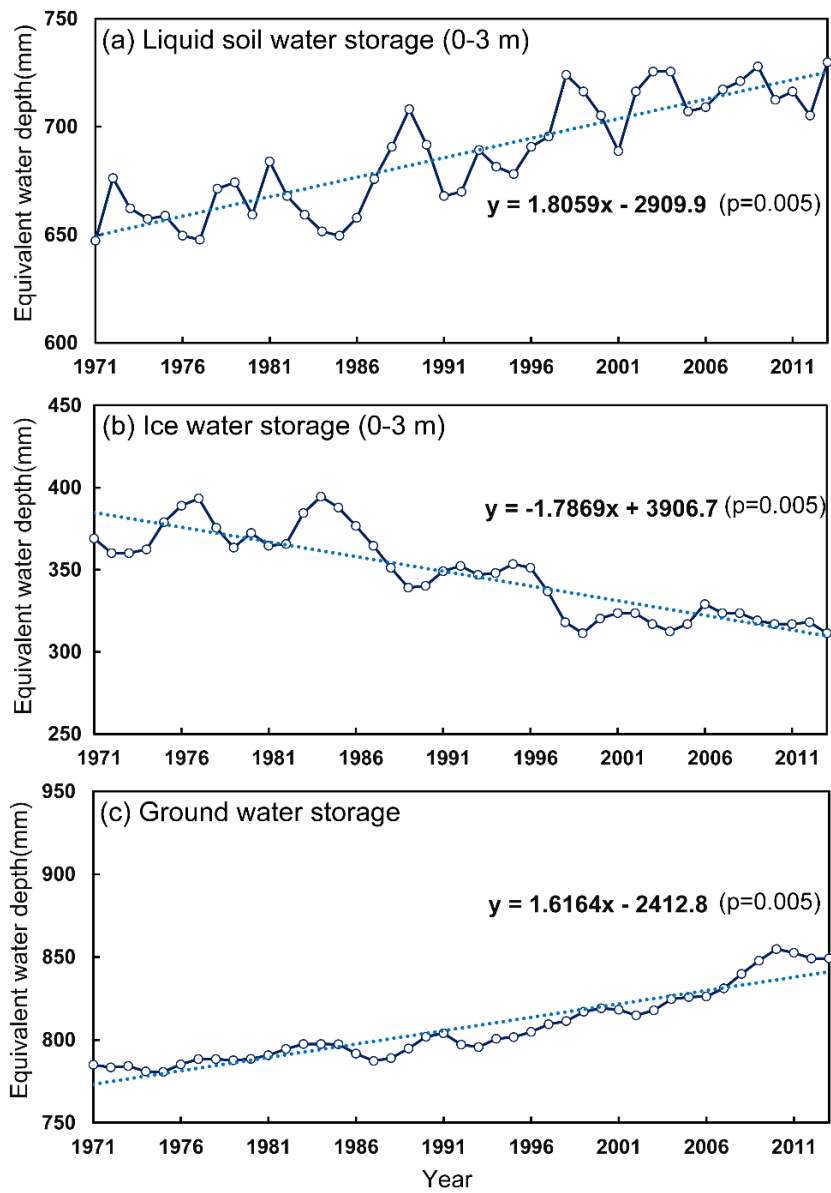 (a) Liquid soil water storage (0-3 m)
Equivalent water depth(mm)
750
700
650
600
y = 1.8059x - 2909.9 (p=0.005)
1971 1976 1981 1986 1991 1996 2001 2006 2011
(b) Ice water storage (0-3 m)
Equivalent water depth(mm)
450
400
350
300
250
y = -1.7869x + 3906.7 (p=0.005)
1971 1976 1981 1986 1991 1996 2001 2006 2011
(c) Ground water storage
Equivalent water depth(mm)
950
900
850
800
750
y = 1.6164x - 2412.8 (p=0.005)
1971 1976 1981 1986 1991 1996 2001 2006 2011
Year